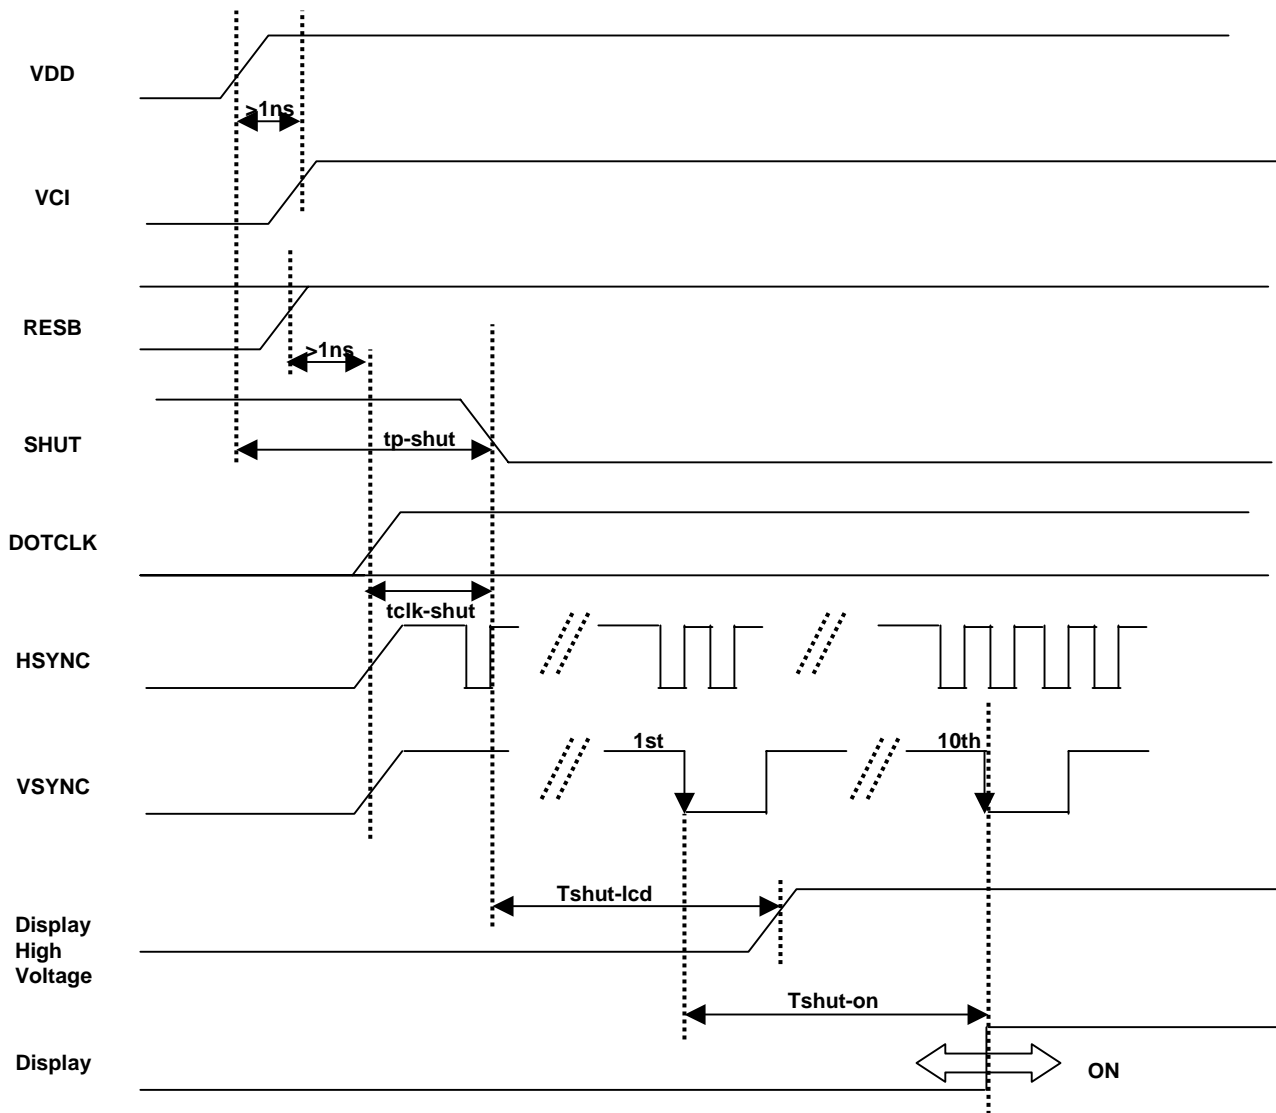 VDD
>1ns
VCI
RESB
>1ns
SHUT
tp-shut
DOTCLK
tclk-shut
HSYNC
VSYNC
1st
10th
Tshut-lcd
Display
High
Voltage
Tshut-on
Display
ON